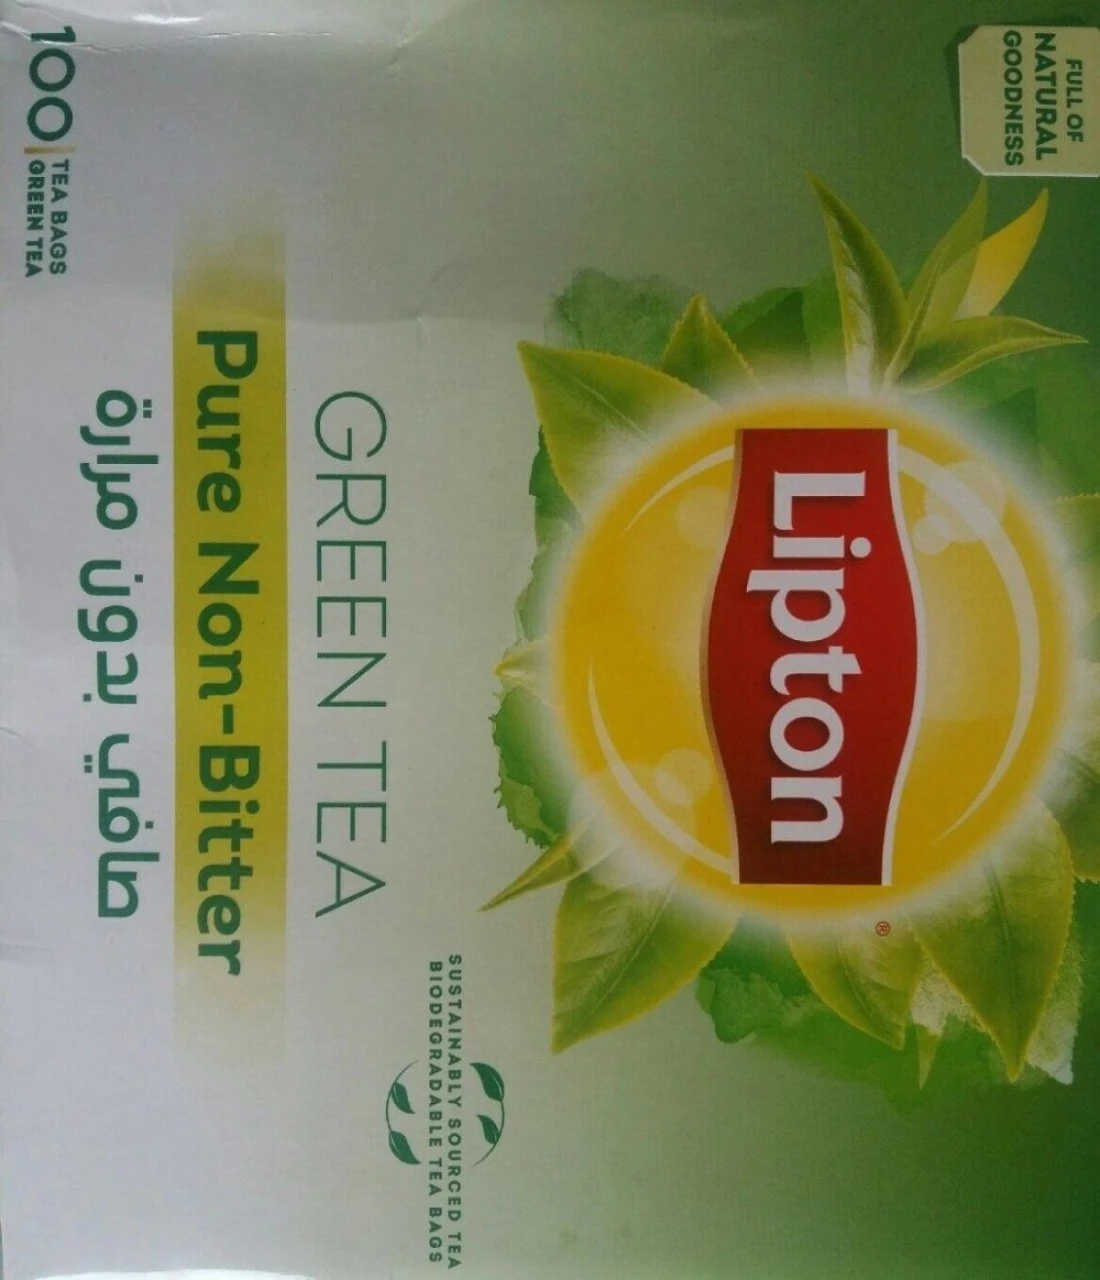 FULL OF
NATURAL
GOODNESS
Lipton
®
SUSTAINABLY SOURCED TEA
BIODEGRADABLE TEA BAGS
GREEN TEA
Pure Non-Bitter
صافي بدون مرارة
100 TEA BAGS
GREEN TEA